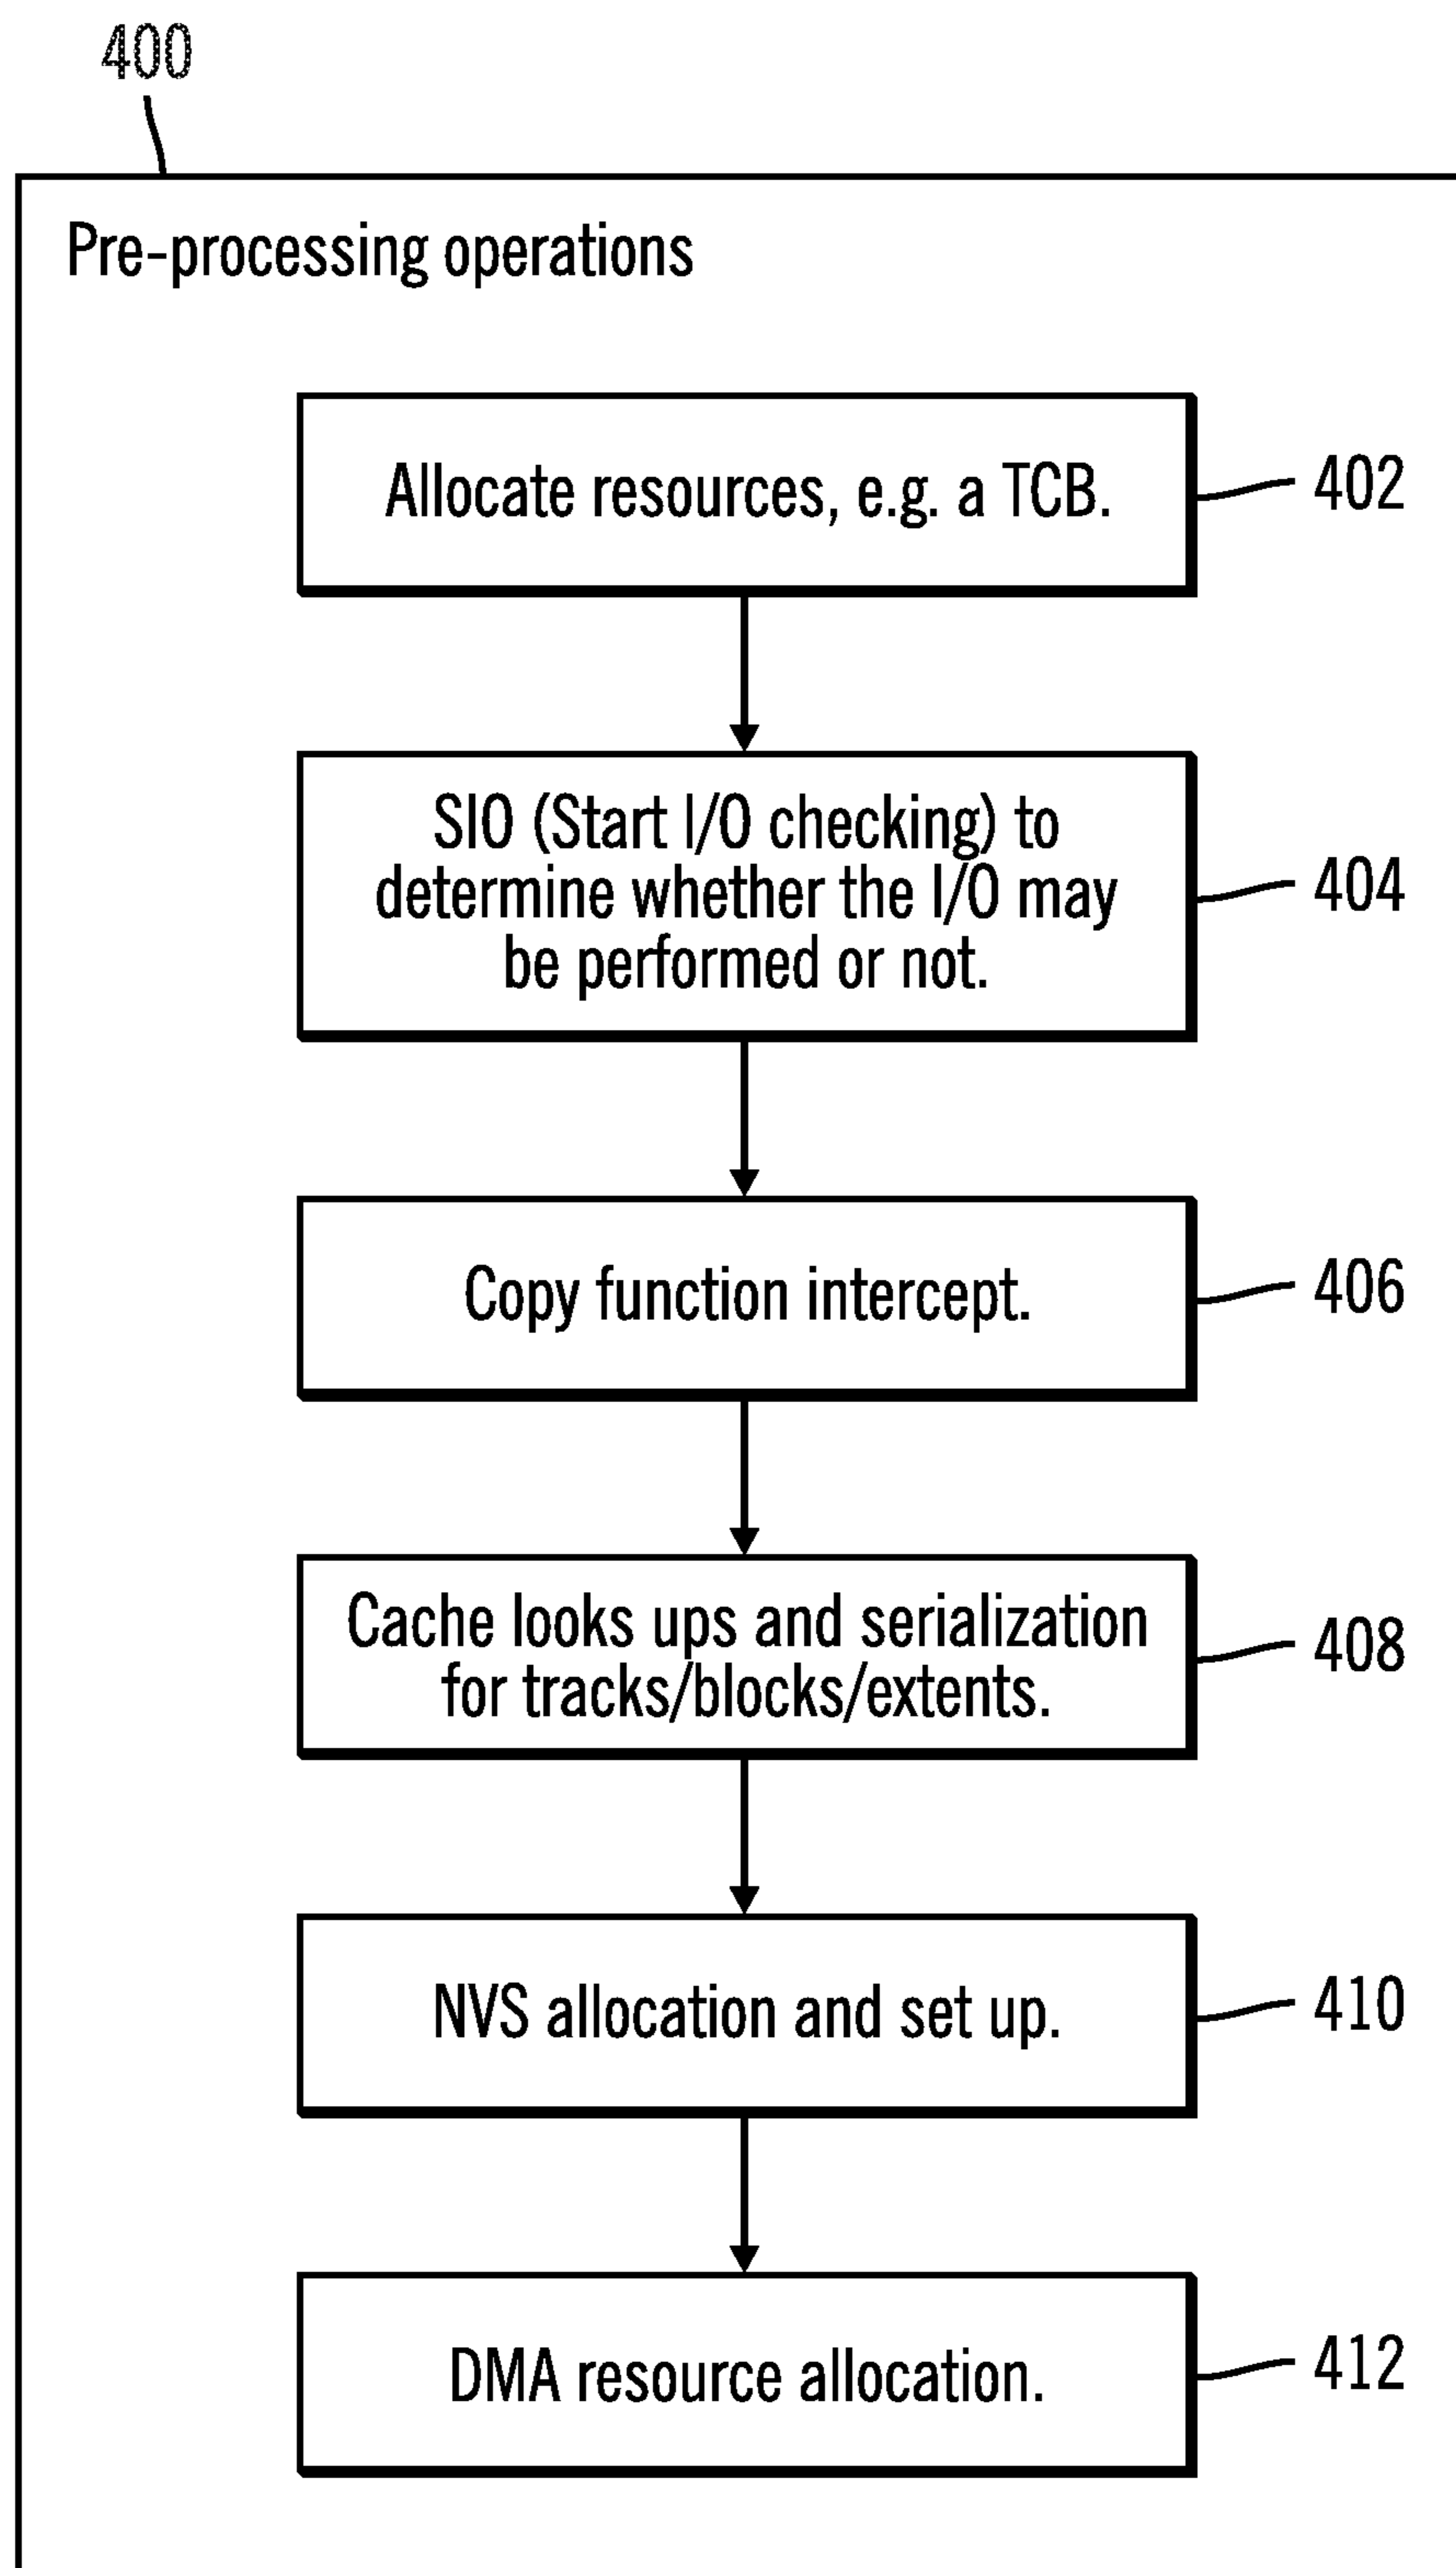 400
Pre-processing operations
Allocate resources, e.g. a TCB.
402
SIO (Start I/O checking) to
determine whether the I/O may
be performed or not.
404
Copy function intercept.
406
Cache looks ups and serialization
for tracks/blocks/extents.
408
NVS allocation and set up.
410
DMA resource allocation.
412